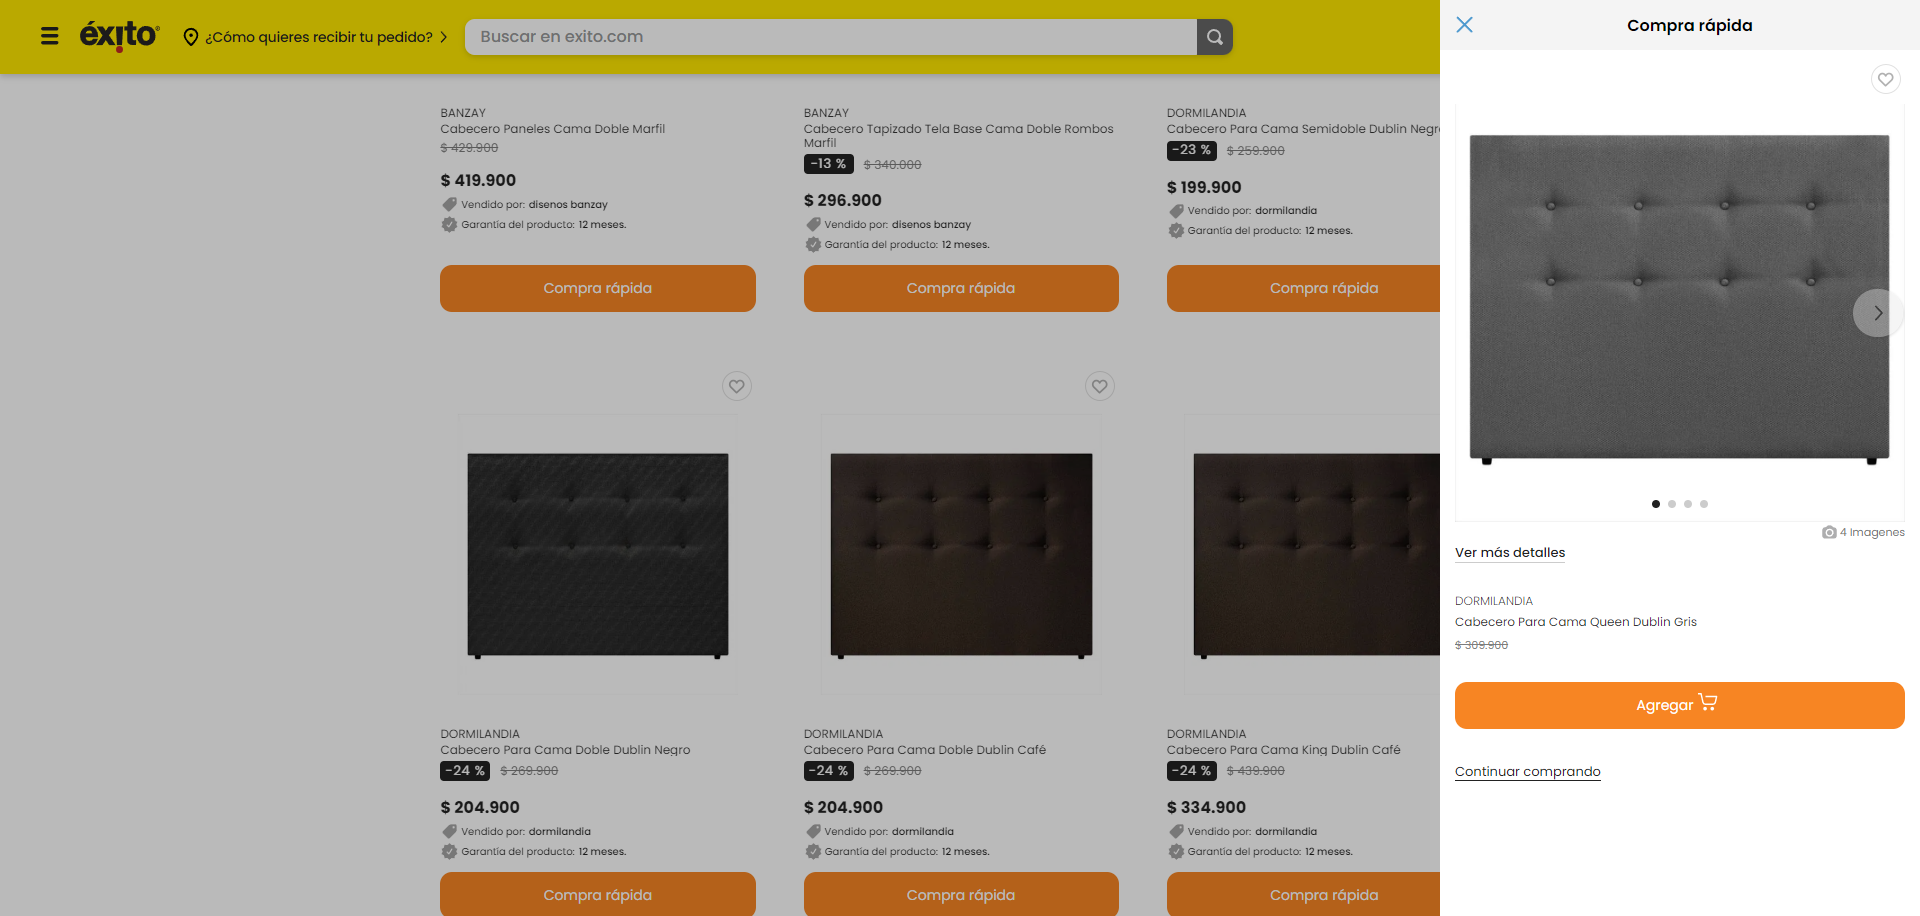 éxito
¿Cómo quieres recibir tu pedido?
Buscar en exito.com
Compra rápida
BANZAY
Cabecero Paneles Cama Doble Marfil
$ 429.900
$ 419.900
Vendido por: disenos banzay
Garantía del producto: 12 meses.
Compra rápida
BANZAY
Cabecero Tapizado Tela Base Cama Doble Rombos
Marfil
-13 % $ 340.000
$ 296.900
Vendido por: disenos banzay
Garantía del producto: 12 meses.
Compra rápida
DORMILANDIA
Cabecero Para Cama Semidoble Dublin Negro
-23 % $ 259.900
$ 199.900
Vendido por: dormilandia
Garantía del producto: 12 meses.
Compra rápida
DORMILANDIA
Cabecero Para Cama Doble Dublin Negro
-24 % $ 269.900
$ 204.900
Vendido por: dormilandia
Garantía del producto: 12 meses.
Compra rápida
DORMILANDIA
Cabecero Para Cama Doble Dublin Café
-24 % $ 269.900
$ 204.900
Vendido por: dormilandia
Garantía del producto: 12 meses.
Compra rápida
DORMILANDIA
Cabecero Para Cama King Dublin Café
-24 % $ 439.900
$ 334.900
Vendido por: dormilandia
Garantía del producto: 12 meses.
Compra rápida
4 Imagenes
Ver más detalles
DORMILANDIA
Cabecero Para Cama Queen Dublin Gris
$ 309.900
Agregar
Continuar comprando